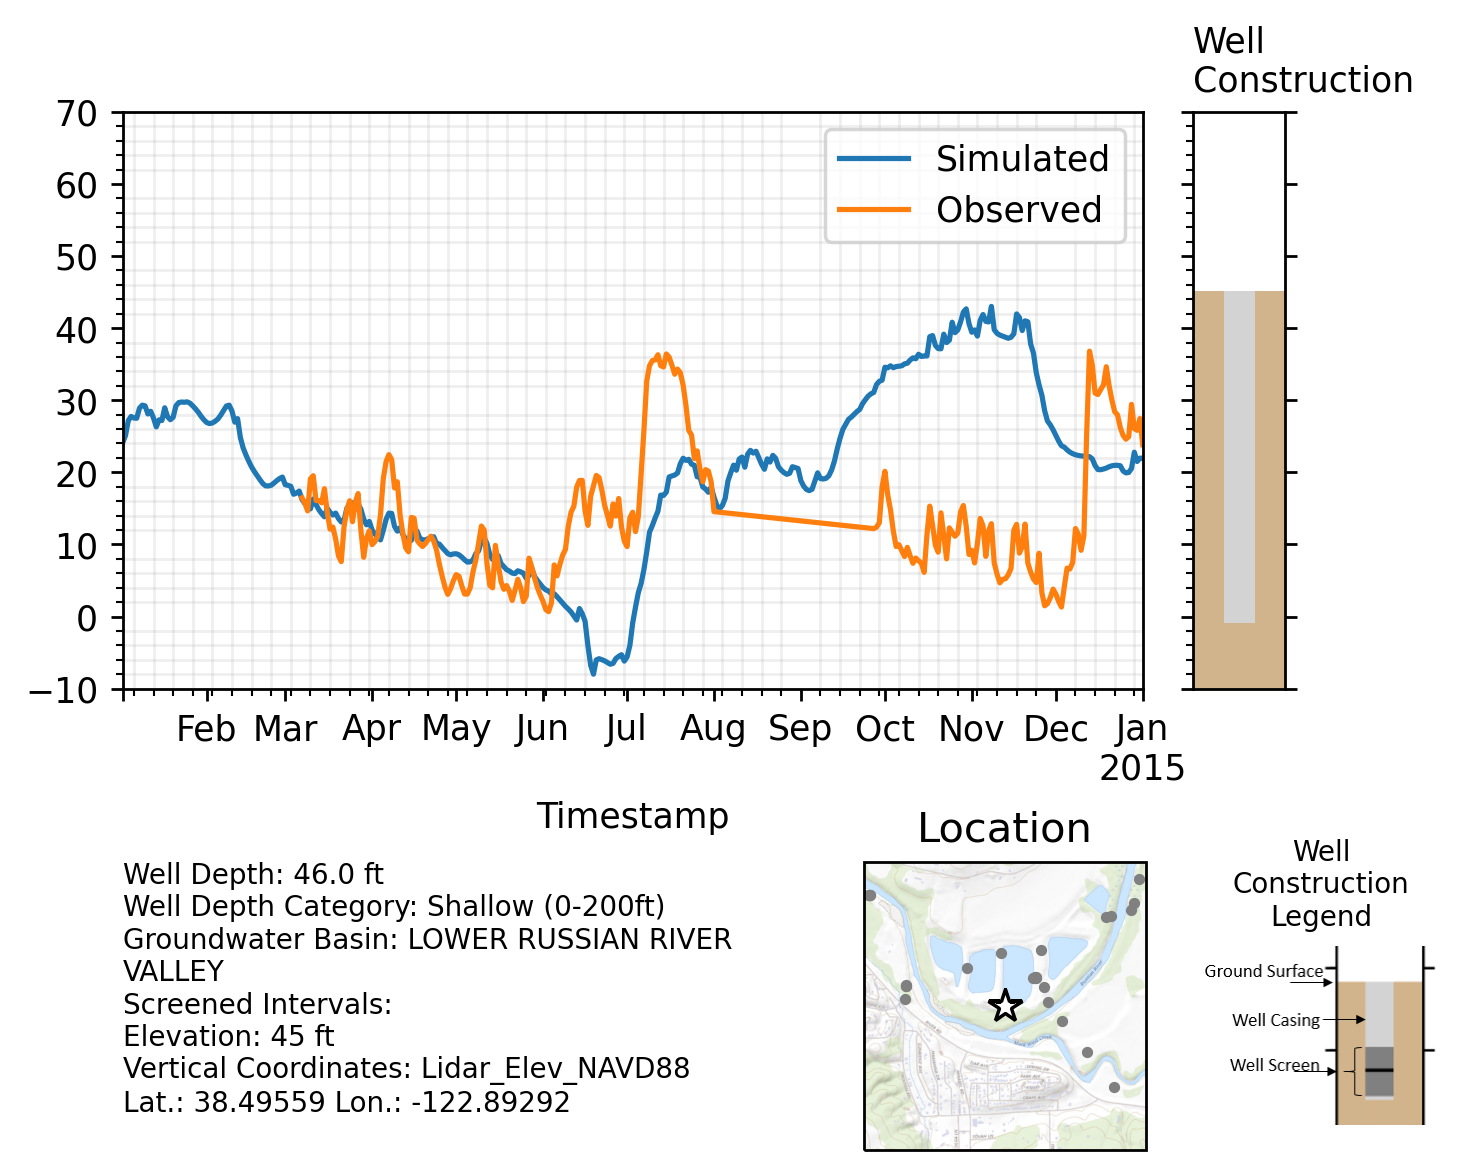 Well
Construction
70
60
50
40
30
20
10
0
−10
Simulated
Observed
Feb Mar Apr May Jun Jul Aug Sep Oct Nov Dec Jan
2015
Timestamp
Well Depth: 46.0 ft
Well Depth Category: Shallow (0-200ft)
Groundwater Basin: LOWER RUSSIAN RIVER
VALLEY
Screened Intervals:
Elevation: 45 ft
Vertical Coordinates: Lidar_Elev_NAVD88
Lat.: 38.49559 Lon.: -122.89292
Location
Well
Construction
Legend
Ground Surface
Well Casing
Well Screen